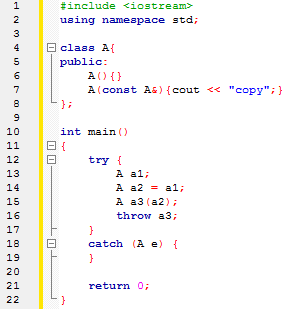 1 #include <iostream>
2 using namespace std;
3
4 class A{
5 public:
6     A(){}
7     A(const A&){cout << "copy";}
8 };
9
10 int main()
11 {
12     try {
13         A a1;
14         A a2 = a1;
15         A a3(a2);
16         throw a3;
17     }
18     catch (A e) {
19     }
20
21     return 0;
22 }